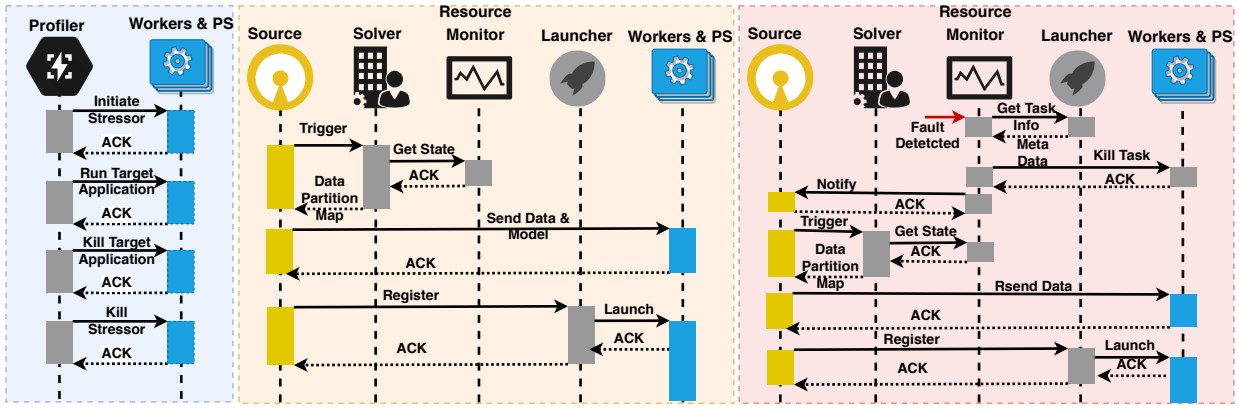 Profiler
Workers & PS
Initiate
Stressor
ACK
Run Target
Application
ACK
Kill Target
Application
ACK
Kill
Stressor
ACK
Resource
Source
Solver
Monitor
Launcher
Workers & PS
Trigger
Get State
ACK
Data
Partition
Map
Send Data &
Model
ACK
Register
Launch
ACK
ACK
Resource
Source
Solver
Monitor
Launcher
Workers & PS
Fault
Detetcted
Get Task
Info
Meta
Data
Kill Task
ACK
Notify
ACK
Trigger
Get State
ACK
Data
Partition
Map
Rsend Data
ACK
Register
Launch
ACK
ACK